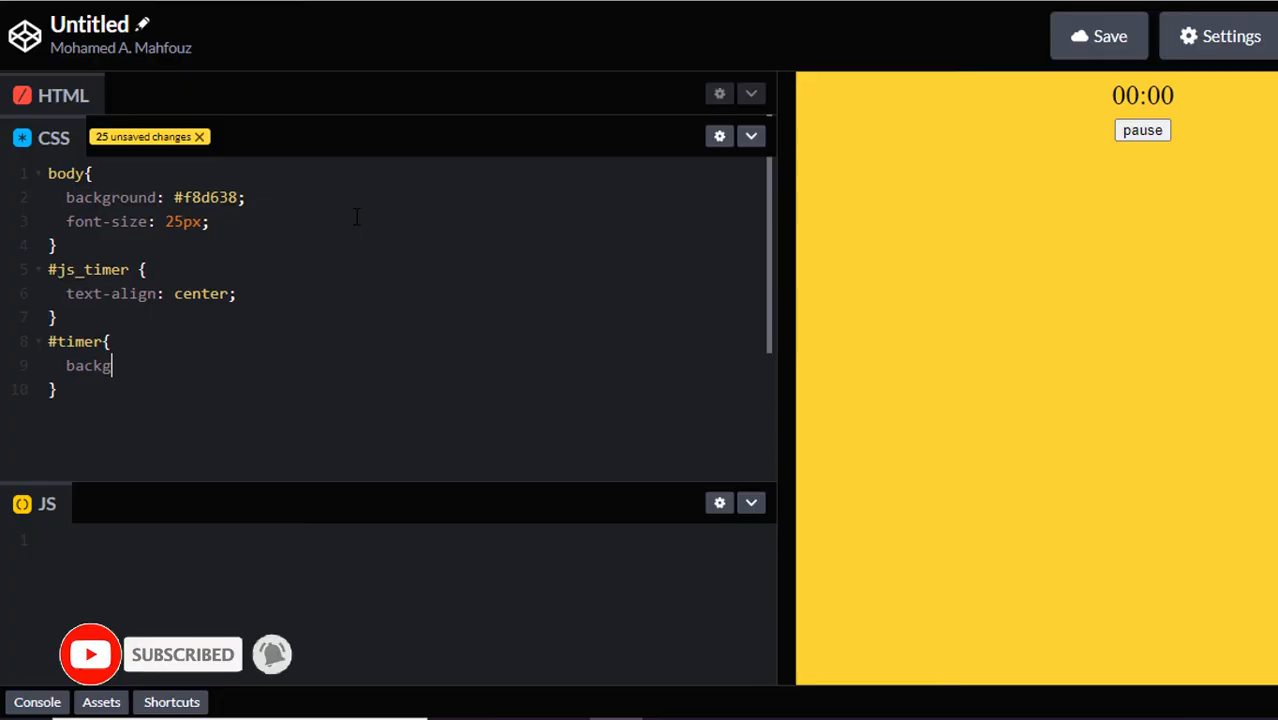 Untitled
Mohamed A. Mahfouz
Save
Settings
HTML
CSS
25 unsaved changes
1 body{
2 background: #f8d638;
3 font-size: 25px;
4 }
5 #js_timer {
6 text-align: center;
7 }
8 #timer{
9 backg
10 }
JS
1
SUBSCRIBED
Console
Assets
Shortcuts
00:00
pause